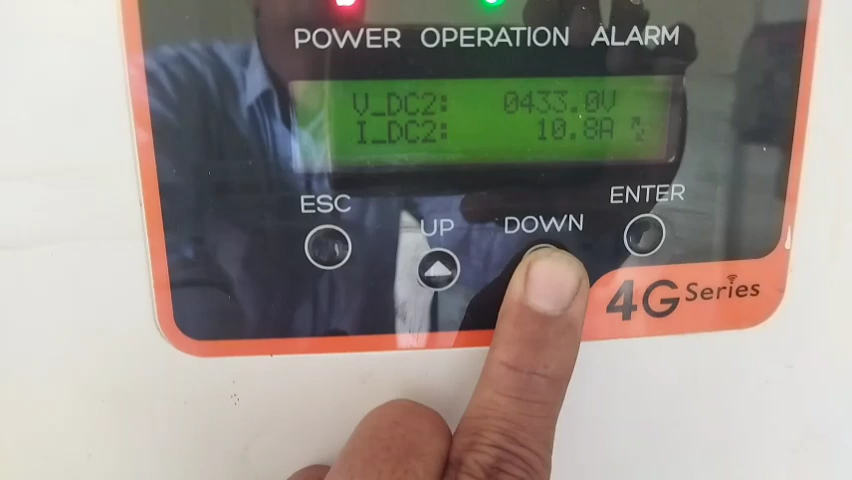 POWER OPERATION ALARM
V_DC2: 0433.0V
I_DC2: 10.8A
ESC UP DOWN ENTER
4G Series